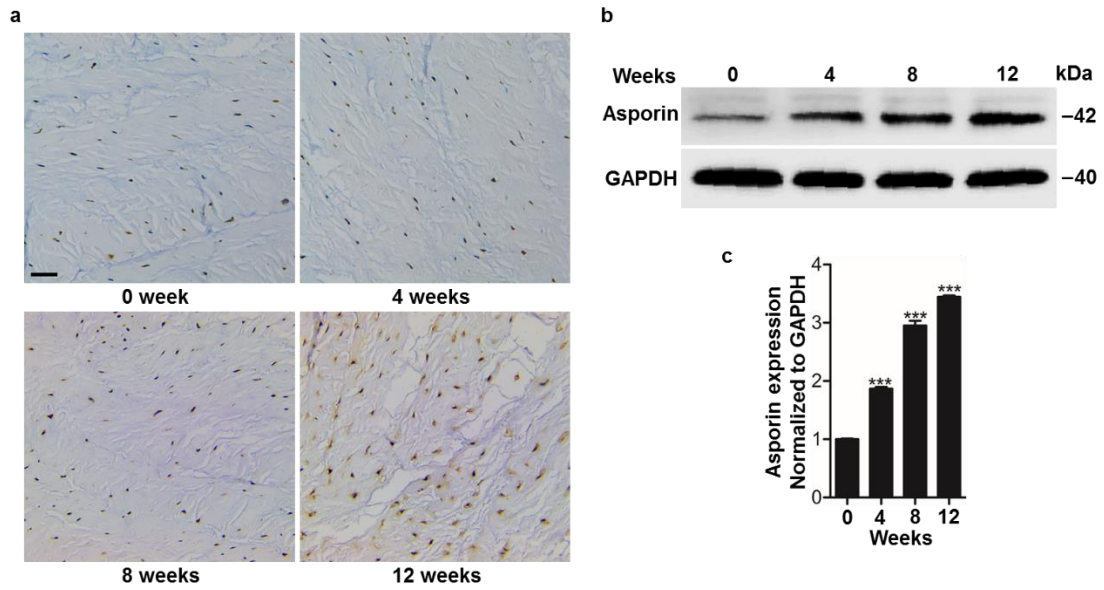 a
0 week
4 weeks
8 weeks
12 weeks
b
Weeks 0 4 8 12 kDa
Asporin –42
GAPDH –40
c
Asporin expression
Normalized to GAPDH
4
3
2
1
0
***
***
***
0 4 8 12
Weeks